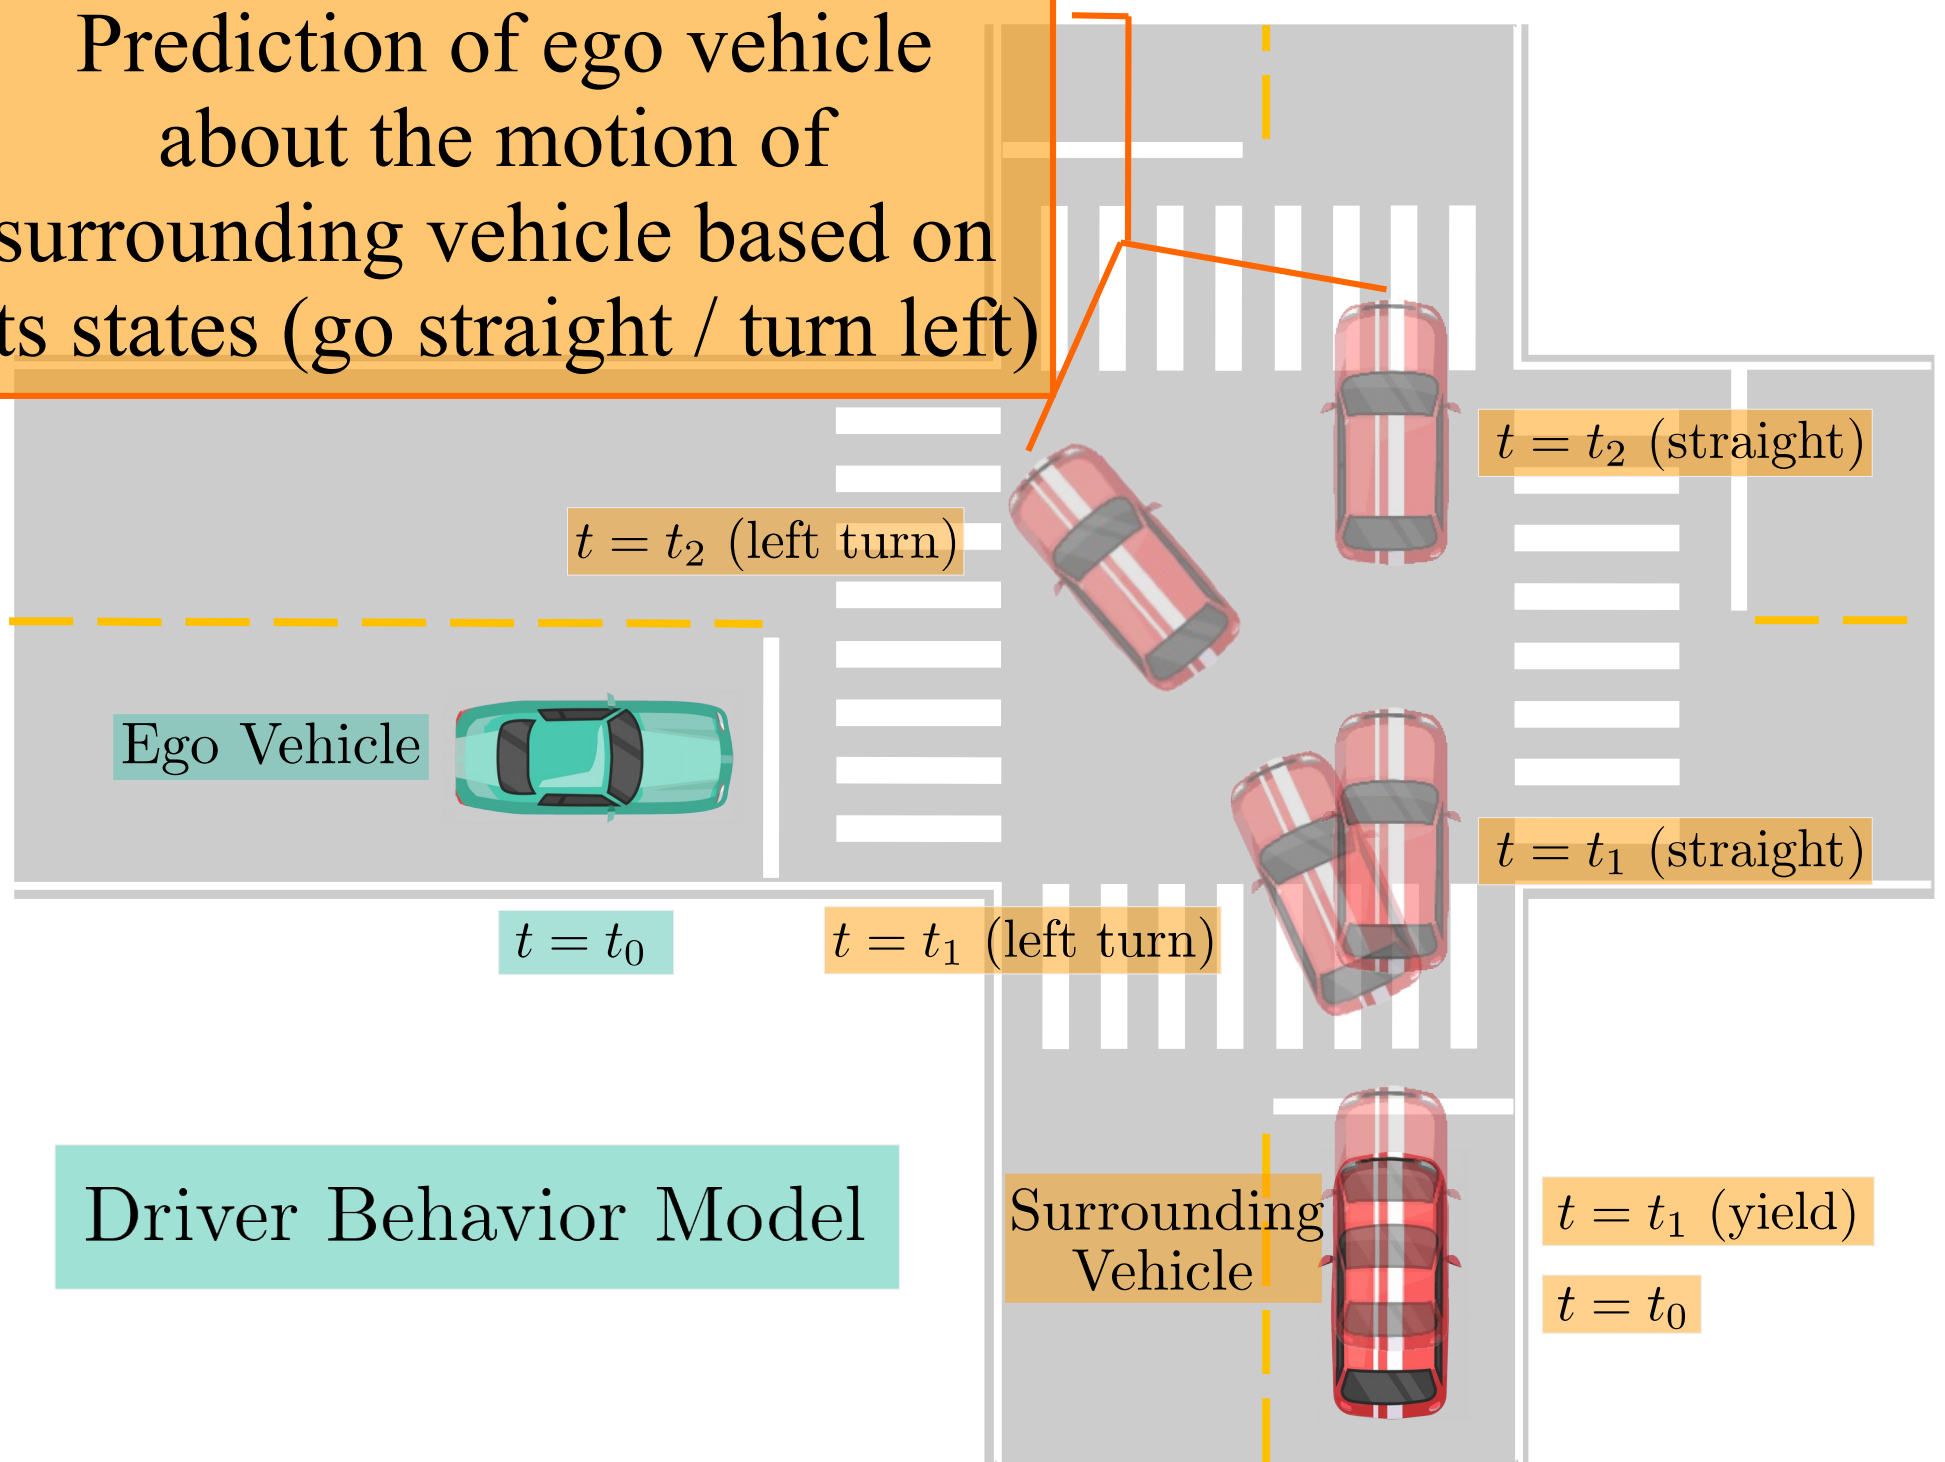 Prediction of ego vehicle
about the motion of
surrounding vehicle based on
ts states (go straight / turn left)
t = t₂ (straight)
t = t₂ (left turn)
Ego Vehicle
t = t₁ (straight)
t = t₀
t = t₁ (left turn)
Driver Behavior Model
Surrounding
Vehicle
t = t₁ (yield)
t = t₀